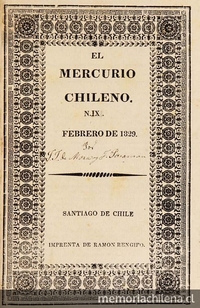 EL
MERCURIO
CHILENO.
N.IX.
FEBRERO DE 1829.
Por
SANTIAGO DE CHILE
IMPRENTA DE RAMON RENGIFO.
memoriachilena.cl